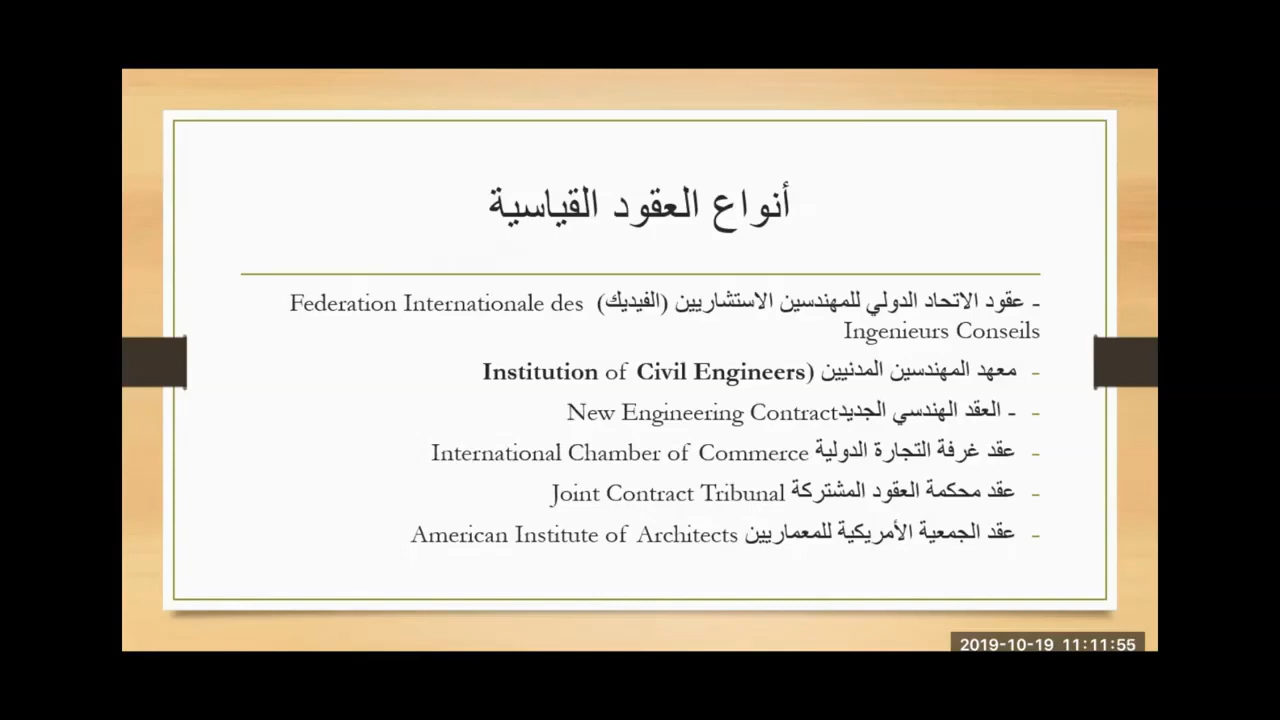 أنواع العقود القياسية
- عقود الاتحاد الدولي للمهندسين الاستشاريين (الفيديك) Federation Internationale des
Ingenieurs Conseils
- معهد المهندسين المدنيين (Institution of Civil Engineers
- - العقد الهندسي الجديدNew Engineering Contract
- عقد غرفة التجارة الدولية International Chamber of Commerce
- عقد محكمة العقود المشتركة Joint Contract Tribunal
- عقد الجمعية الأمريكية للمعماريين American Institute of Architects
2019-10-19 11:11:55